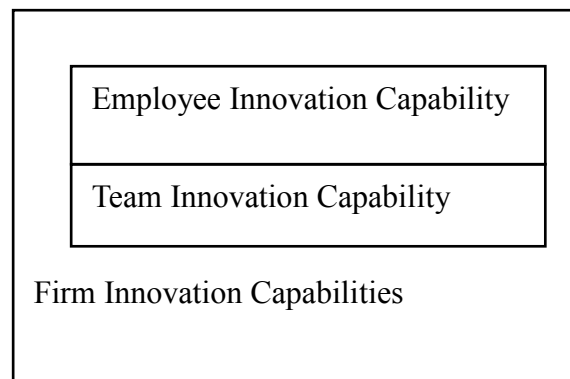 Employee Innovation Capability
Team Innovation Capability
Firm Innovation Capabilities